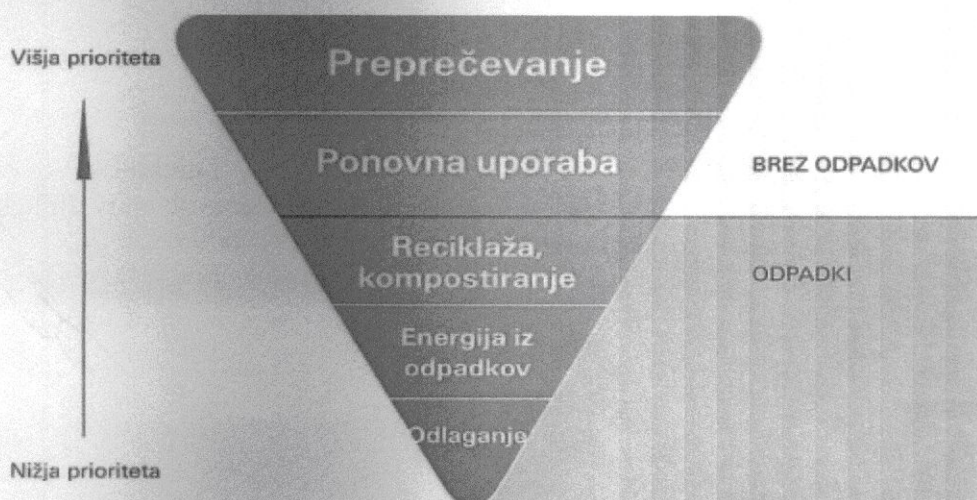 Višja prioriteta
Preprečevanje
Ponovna uporaba
BREZ ODPADKOV
Reciklaža,
kompostiranje
ODPADKI
Energija iz
odpadkov
Odlaganje
Nižja prioriteta